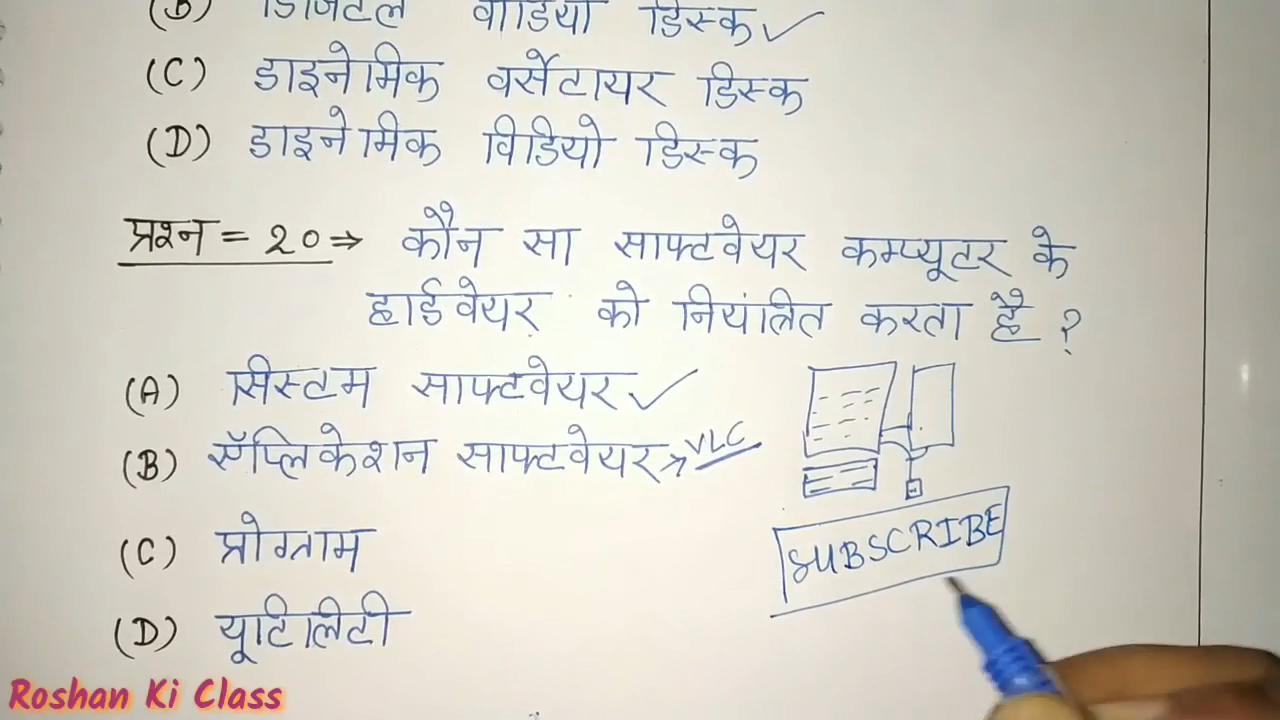 (B) डिजिटल वीडियो डिस्क ✓
(C) डाइनेमिक वर्सेटायर डिस्क
(D) डाइनेमिक विडियो डिस्क
प्रश्न = 20 ⇒ कौन सा साफ्टवेयर कम्प्यूटर के
हार्डवेयर को नियंत्रित करता है ?
(A) सिस्टम साफ्टवेयर ✓
(B) ऍप्लिकेशन साफ्टवेयर → VLC
(C) प्रोग्राम
(D) यूटिलिटी
SUBSCRIBE
Roshan Ki Class